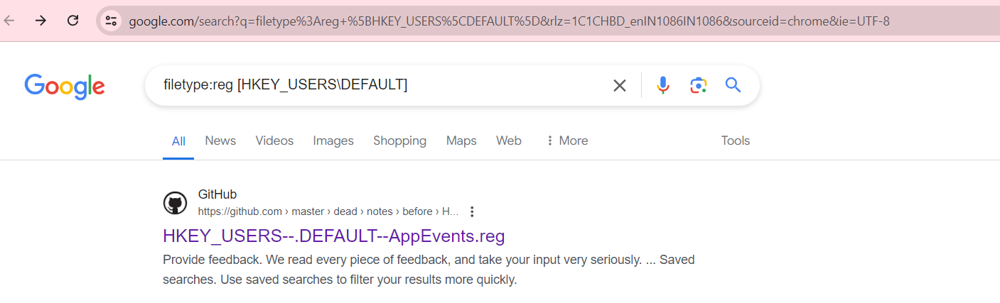 google.com/search?q=filetype%3Areg+%5BHKEY_USERS%5CDEFAULT%5D&rlz=1C1CHBD_enIN1086IN1086&sourceid=chrome&ie=UTF-8
Google
filetype:reg [HKEY_USERS\DEFAULT]
All News Videos Images Shopping Maps Web More Tools
GitHub
https://github.com › master › dead › notes › before › H...
HKEY_USERS--.DEFAULT--AppEvents.reg
Provide feedback. We read every piece of feedback, and take your input very seriously. ... Saved
searches. Use saved searches to filter your results more quickly.